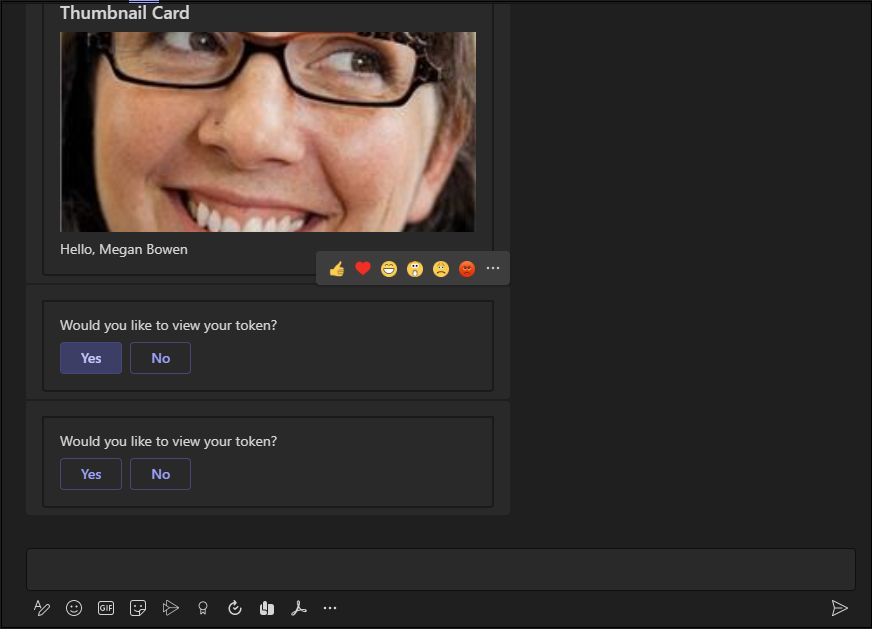 Thumbnail Card
Hello, Megan Bowen
Would you like to view your token?
Yes No
Would you like to view your token?
Yes No
GIF